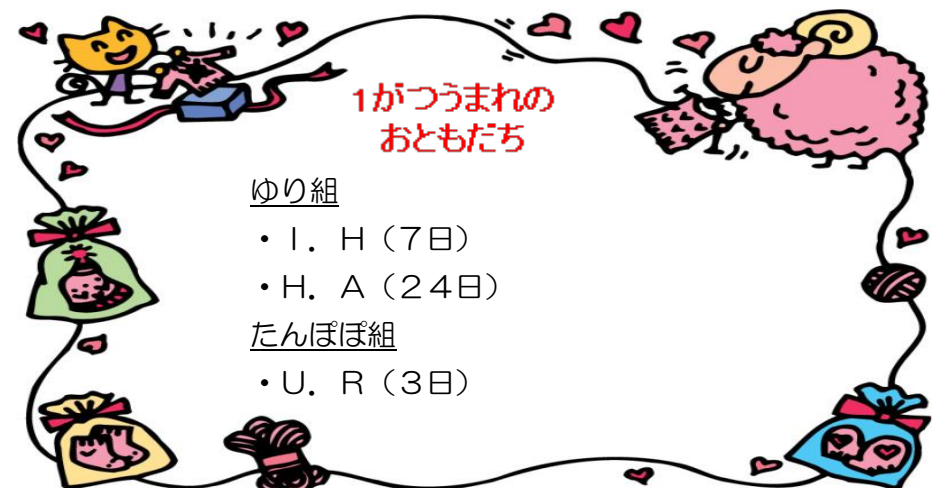 1がつうまれの
おともだち
ゆり組
・I．H（7日）
・H．A（24日）
たんぽぽ組
・U．R（3日）